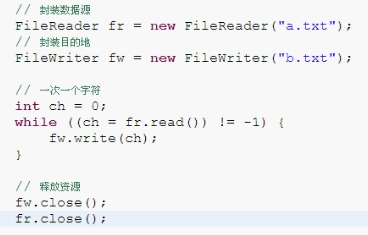 // 封装数据源
FileReader fr = new FileReader("a.txt");
// 封装目的地
FileWriter fw = new FileWriter("b.txt");
// 一次一个字符
int ch = 0;
while ((ch = fr.read()) != -1) {
fw.write(ch);
}
// 释放资源
fw.close();
fr.close();